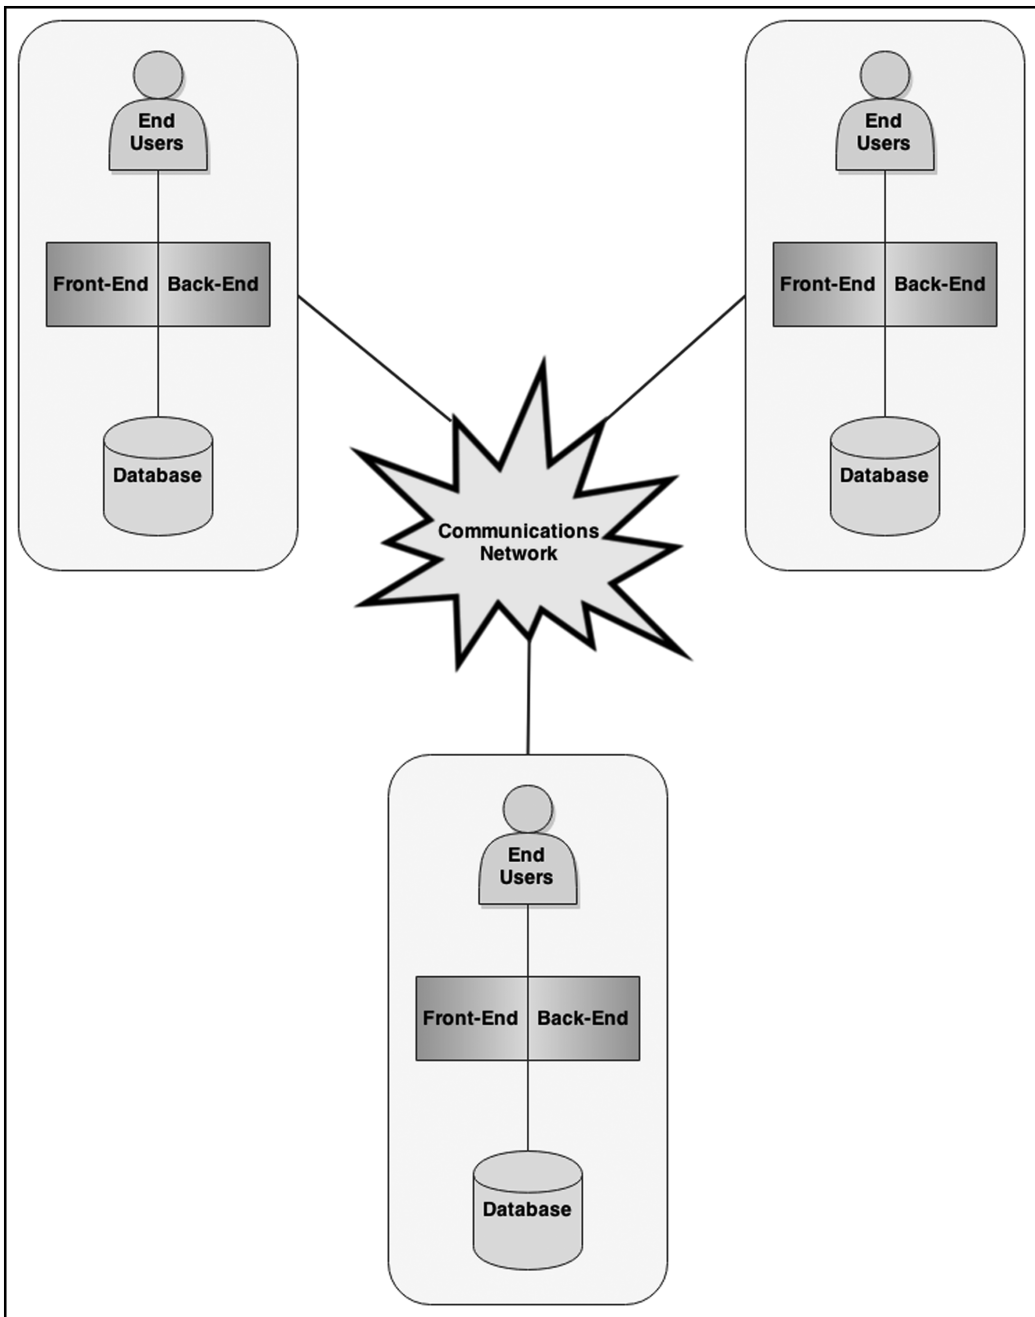 End
Users
Front-End
Back-End
Database
End
Users
Front-End
Back-End
Database
Communications
Network
End
Users
Front-End
Back-End
Database